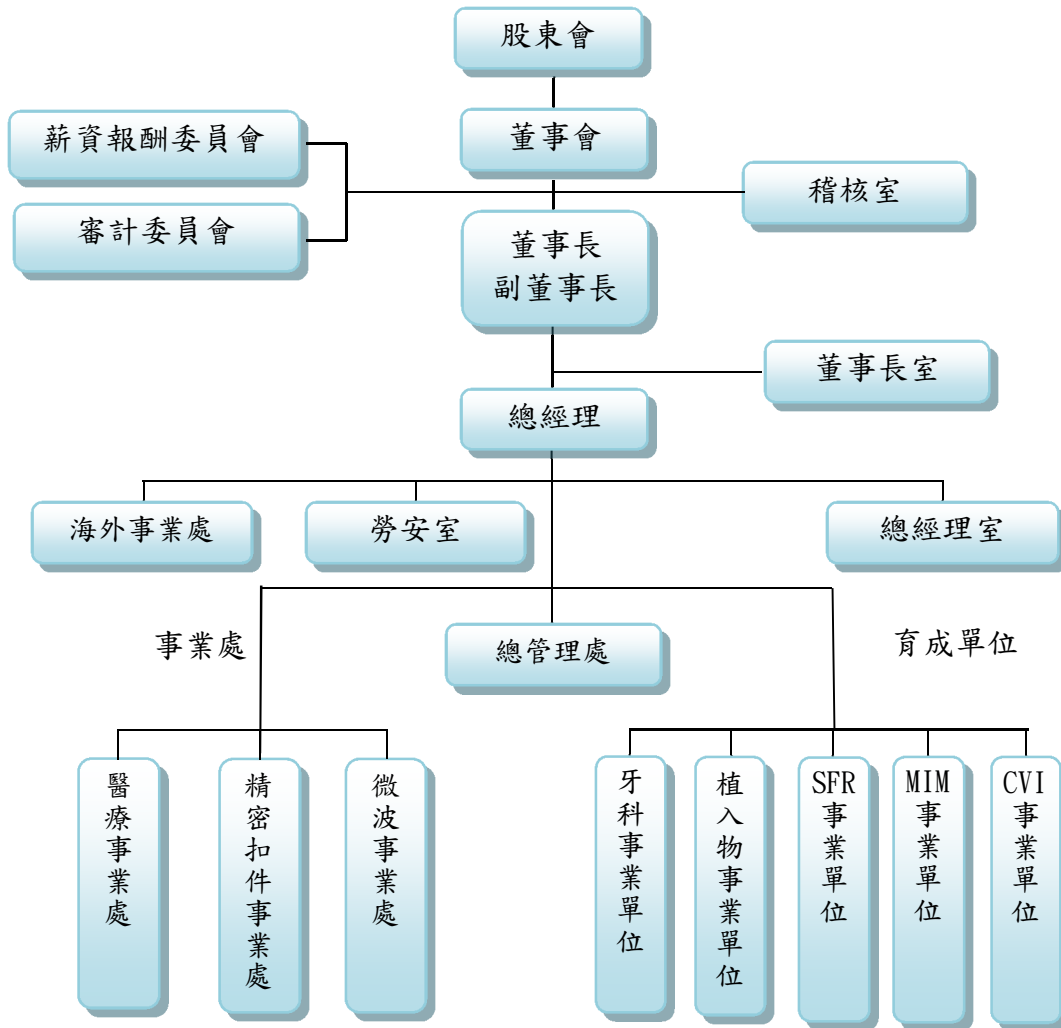 股東會
董事會
薪資報酬委員會
稽核室
審計委員會
董事長
副董事長
董事長室
總經理
海外事業處
勞安室
總經理室
事業處
總管理處
育成單位
醫療事業處
精密扣件事業處
微波事業處
牙科事業單位
植入物事業單位
SFR事業單位
MIM事業單位
CVI事業單位